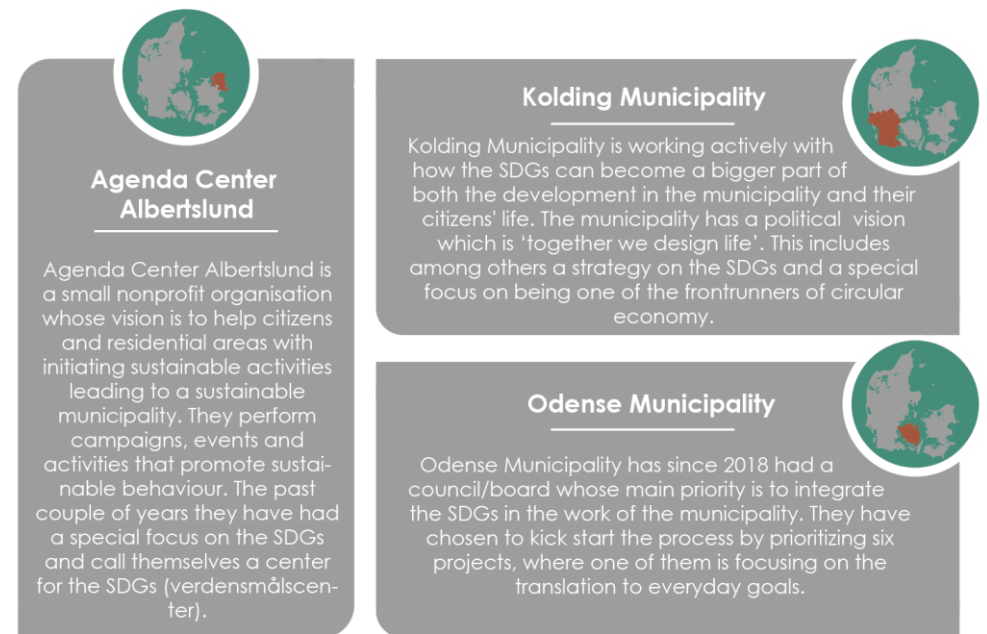 Agenda Center
Albertslund
Agenda Center Albertslund is
a small nonprofit organisation
whose vision is to help citizens
and residential areas with
initiating sustainable activities
leading to a sustainable
municipality. They perform
campaigns, events and
activities that promote sustai-
nable behaviour. The past
couple of years they have had
a special focus on the SDGs
and call themselves a center
for the SDGs (verdensmålscen-
ter).
Kolding Municipality
Kolding Municipality is working actively with
how the SDGs can become a bigger part of
both the development in the municipality and their
citizens' life. The municipality has a political  vision
which is ‘together we design life’. This includes
among others a strategy on the SDGs and a special
focus on being one of the frontrunners of circular
economy.
Odense Municipality
Odense Municipality has since 2018 had a
council/board whose main priority is to integrate
the SDGs in the work of the municipality. They have
chosen to kick start the process by prioritizing six
projects, where one of them is focusing on the
translation to everyday goals.